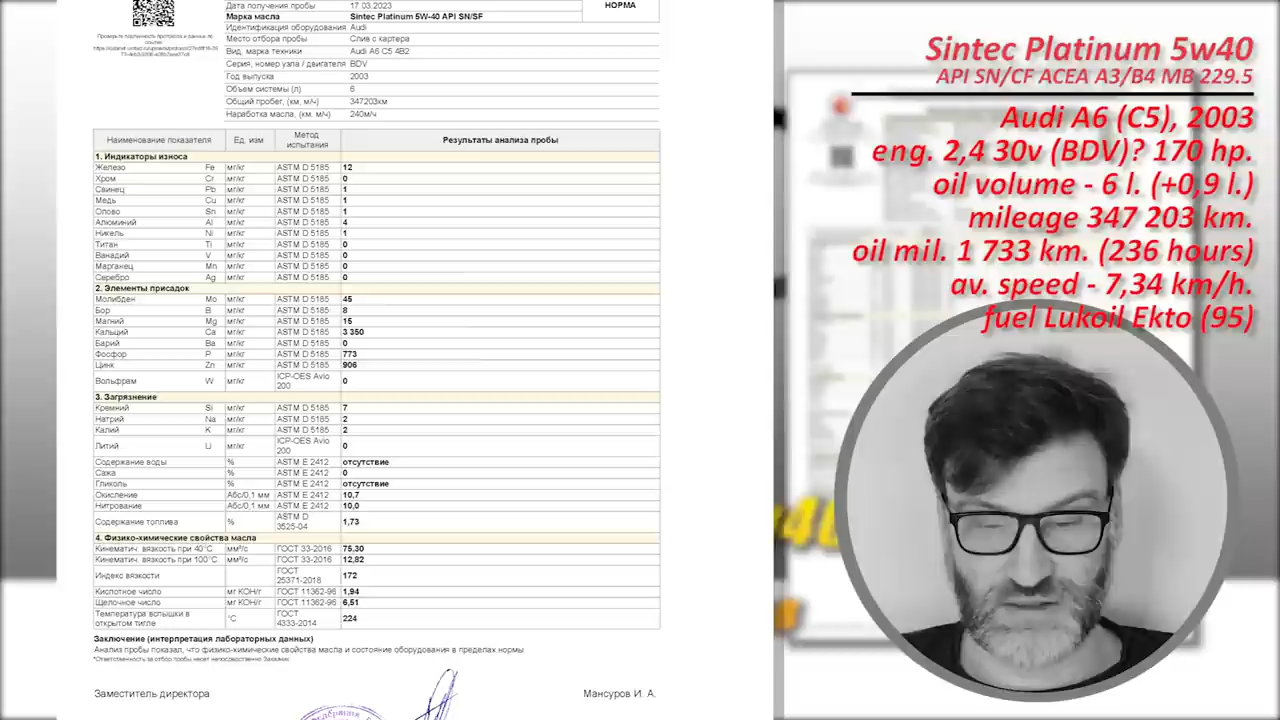 Дата получения пробы 17.03.2023
НОРМА
Марка масла Sintec Platinum 5W-40 API SN/SF
Идентификация оборудования Audi
Место отбора пробы Слив с картера
Вид, марка техники Audi A6 C5 4B2
Серия, номер узла / двигателя BDV
Год выпуска 2003
Объем системы (л) 6
Общий пробег, (км, м/ч) 347203км
Наработка масла, (км. м/ч) 240м/ч
Наименование показателя Ед. изм Метод испытания Результаты анализа пробы
1. Индикаторы износа
Железо Fe мг/кг ASTM D 5185 12
Хром Cr мг/кг ASTM D 5185 0
Свинец Pb мг/кг ASTM D 5185 1
Медь Cu мг/кг ASTM D 5185 1
Олово Sn мг/кг ASTM D 5185 1
Алюминий Al мг/кг ASTM D 5185 4
Никель Ni мг/кг ASTM D 5185 1
Титан Ti мг/кг ASTM D 5185 0
Ванадий V мг/кг ASTM D 5185 0
Марганец Mn мг/кг ASTM D 5185 0
Серебро Ag мг/кг ASTM D 5185 0
2. Элементы присадок
Молибден Mo мг/кг ASTM D 5185 45
Бор B мг/кг ASTM D 5185 8
Магний Mg мг/кг ASTM D 5185 15
Кальций Ca мг/кг ASTM D 5185 3 350
Барий Ba мг/кг ASTM D 5185 0
Фосфор P мг/кг ASTM D 5185 773
Цинк Zn мг/кг ASTM D 5185 906
Вольфрам W мг/кг ICP-OES Avio 200 0
3. Загрязнение
Кремний Si мг/кг ASTM D 5185 7
Натрий Na мг/кг ASTM D 5185 2
Калий K мг/кг ASTM D 5185 2
Литий Li мг/кг ICP-OES Avio 200 0
Содержание воды % ASTM E 2412 отсутствие
Сажа % ASTM E 2412 0
Гликоль % ASTM E 2412 отсутствие
Окисление Абс/0,1 мм ASTM E 2412 10,7
Нитрование Абс/0,1 мм ASTM E 2412 10,0
Содержание топлива % ASTM D 3525-04 1,73
4. Физико-химические свойства масла
Кинематич. вязкость при 40°C мм²/с ГОСТ 33-2016 75,30
Кинематич. вязкость при 100°C мм²/с ГОСТ 33-2016 12,82
Индекс вязкости ГОСТ 25371-2018 172
Кислотное число мг KOH/г ГОСТ 11362-96 1,94
Щелочное число мг KOH/г ГОСТ 11362-96 6,51
Температура вспышки в открытом тигле °C ГОСТ 4333-2014 224
Заключение (интерпретация лабораторных данных)
Анализ пробы показал, что физико-химические свойства масла и состояние оборудования в пределах нормы
*Ответственность за отбор пробы несет непосредственно Заказчик
Заместитель директора Мансуров И. А.
Sintec Platinum 5w40
API SN/CF ACEA A3/B4 MB 229.5
Audi A6 (C5), 2003
eng. 2,4 30v (BDV)? 170 hp.
oil volume - 6 l. (+0,9 l.)
mileage 347 203 km.
oil mil. 1 733 km. (236 hours)
av. speed - 7,34 km/h.
fuel Lukoil Ekto (95)